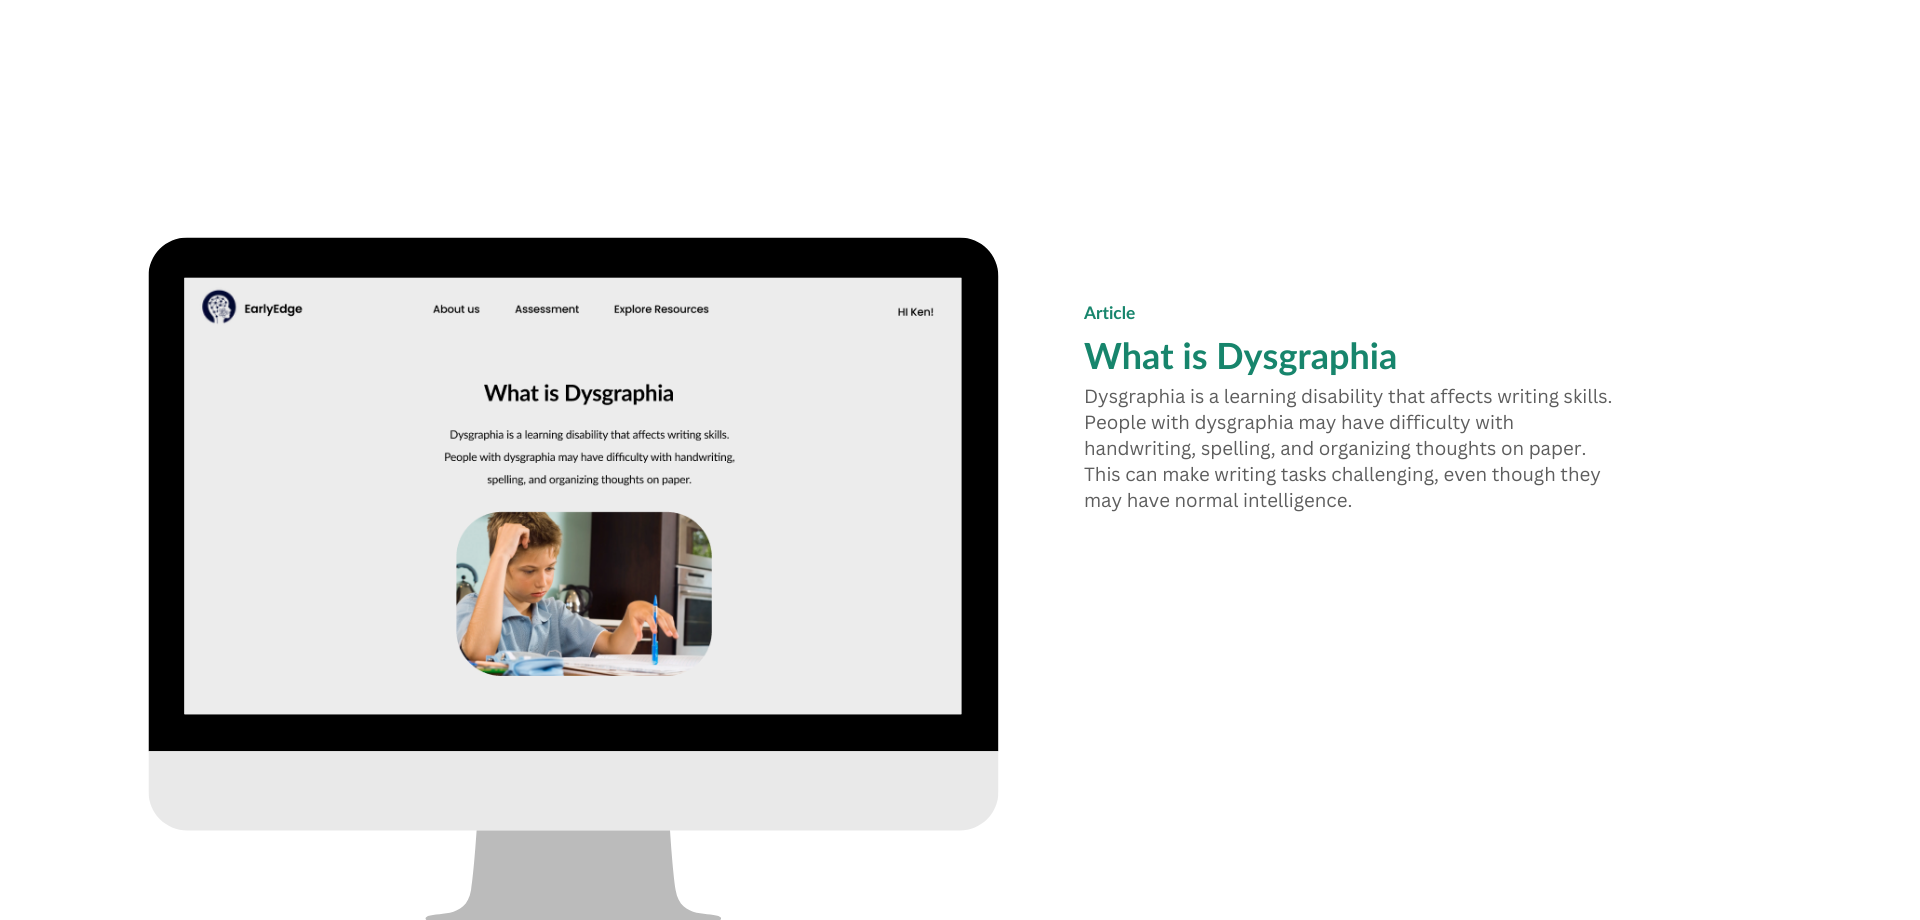 EarlyEdge
About us
Assessment
Explore Resources
HI Ken!
What is Dysgraphia
Dysgraphia is a learning disability that affects writing skills.
People with dysgraphia may have difficulty with handwriting,
spelling, and organizing thoughts on paper.
Article
What is Dysgraphia
Dysgraphia is a learning disability that affects writing skills.
People with dysgraphia may have difficulty with
handwriting, spelling, and organizing thoughts on paper.
This can make writing tasks challenging, even though they
may have normal intelligence.